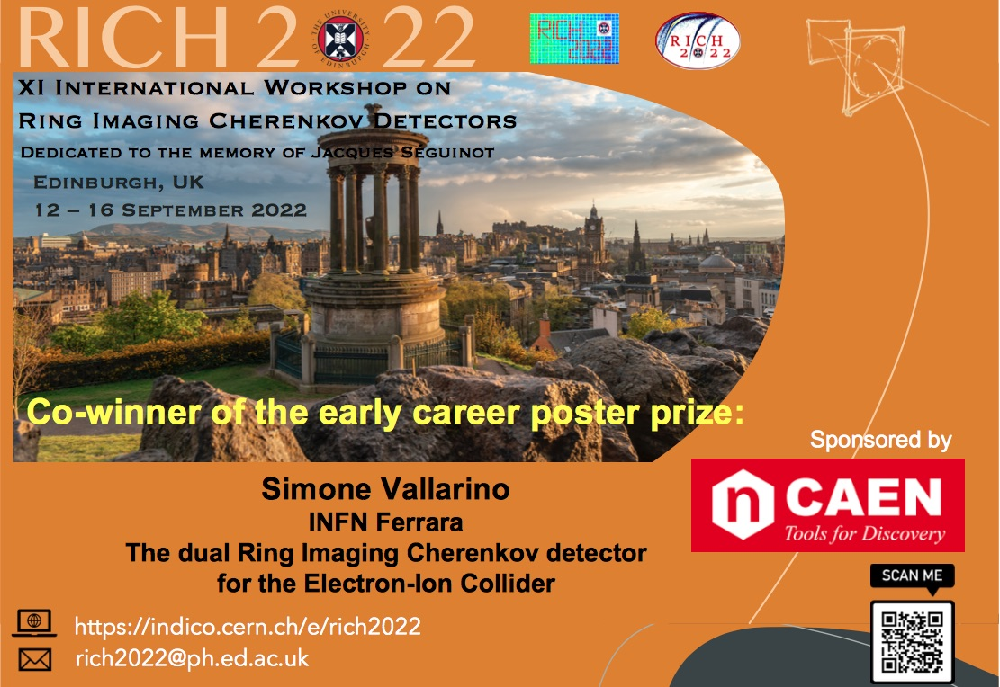 RICH 2022
THE UNIVERSITY OF EDINBURGH
RICH
RICH
2022
XI International Workshop on
Ring Imaging Cherenkov Detectors
Dedicated to the memory of Jacques Séguinot
Edinburgh, UK
12 – 16 September 2022
Co-winner of the early career poster prize:
Sponsored by
n CAEN
Tools for Discovery
Simone Vallarino
INFN Ferrara
The dual Ring Imaging Cherenkov detector
for the Electron-Ion Collider
SCAN ME
https://indico.cern.ch/e/rich2022
rich2022@ph.ed.ac.uk